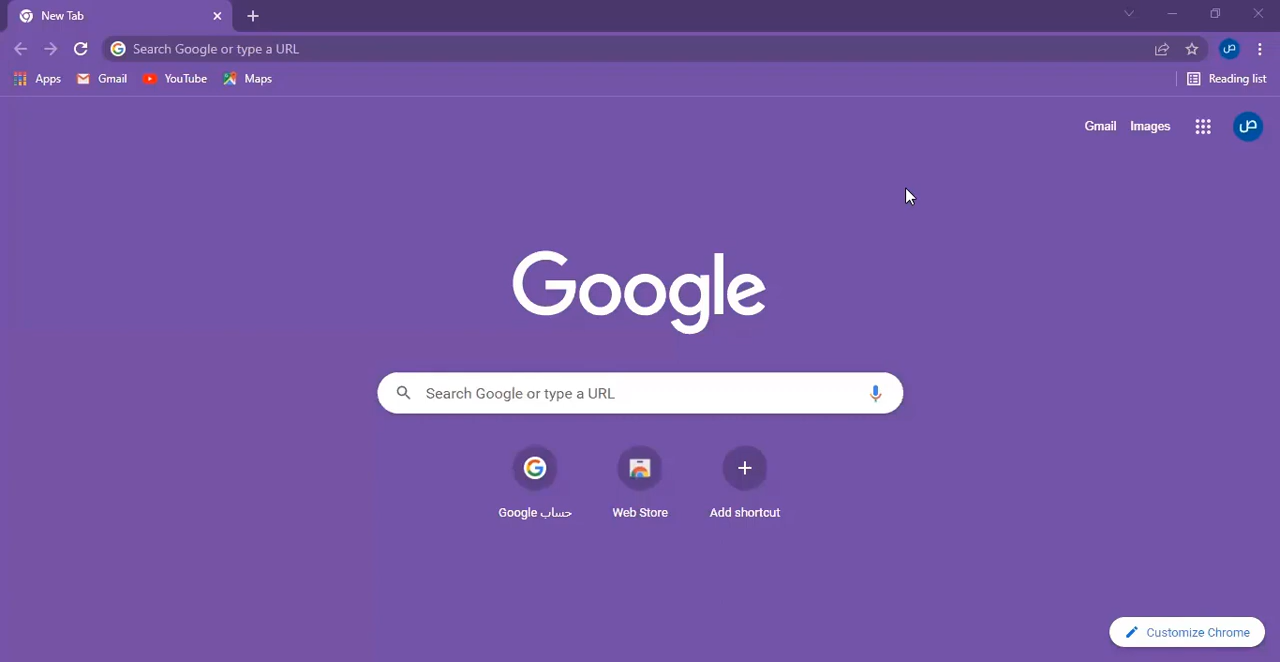 New Tab
Search Google or type a URL
ص
Apps
Gmail
YouTube
Maps
Reading list
Gmail
Images
ص
Google
Search Google or type a URL
حساب Google
Web Store
Add shortcut
Customize Chrome